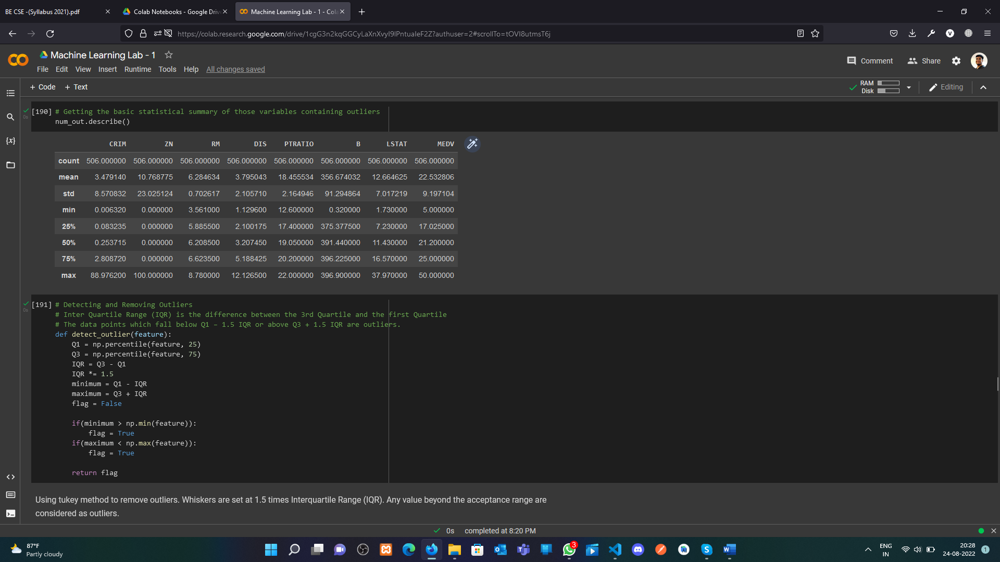 BE CSE -(Syllabus 2021).pdf
Colab Notebooks - Google Driv
Machine Learning Lab - 1 - Cola
https://colab.research.google.com/drive/1cgG3n2kqGGCyLaXnXvyI9lPntuaIeF2Z?authuser=2#scrollTo=tOVI8utmsT6j
V
Machine Learning Lab - 1
Comment
Share
File Edit View Insert Runtime Tools Help All changes saved
+ Code + Text
RAM
Disk
Editing
[190] # Getting the basic statistical summary of those variables containing outliers
0s
num_out.describe()
{x}
CRIM ZN RM DIS PTRATIO B LSTAT MEDV
count 506.000000 506.000000 506.000000 506.000000 506.000000 506.000000 506.000000 506.000000
mean 3.479140 10.768775 6.284634 3.795043 18.455534 356.674032 12.664625 22.532806
std 8.570832 23.025124 0.702617 2.105710 2.164946 91.294864 7.017219 9.197104
min 0.006320 0.000000 3.561000 1.129600 12.600000 0.320000 1.730000 5.000000
25% 0.083235 0.000000 5.885500 2.100175 17.400000 375.377500 7.230000 17.025000
50% 0.253715 0.000000 6.208500 3.207450 19.050000 391.440000 11.430000 21.200000
75% 2.808720 0.000000 6.623500 5.188425 20.200000 396.225000 16.570000 25.000000
max 88.976200 100.000000 8.780000 12.126500 22.000000 396.900000 37.970000 50.000000
[191] # Detecting and Removing Outliers
0s
# Inter Quartile Range (IQR) is the difference between the 3rd Quartile and the first Quartile
# The data points which fall below Q1 – 1.5 IQR or above Q3 + 1.5 IQR are outliers.
def detect_outlier(feature):
Q1 = np.percentile(feature, 25)
Q3 = np.percentile(feature, 75)
IQR = Q3 - Q1
IQR *= 1.5
minimum = Q1 - IQR
maximum = Q3 + IQR
flag = False
if(minimum > np.min(feature)):
flag = True
if(maximum < np.max(feature)):
flag = True
return flag
Using tukey method to remove outliers. Whiskers are set at 1.5 times Interquartile Range (IQR). Any value beyond the acceptance range are
considered as outliers.
0s completed at 8:20 PM
87°F
Partly cloudy
3
ENG
IN
20:28
24-08-2022
1